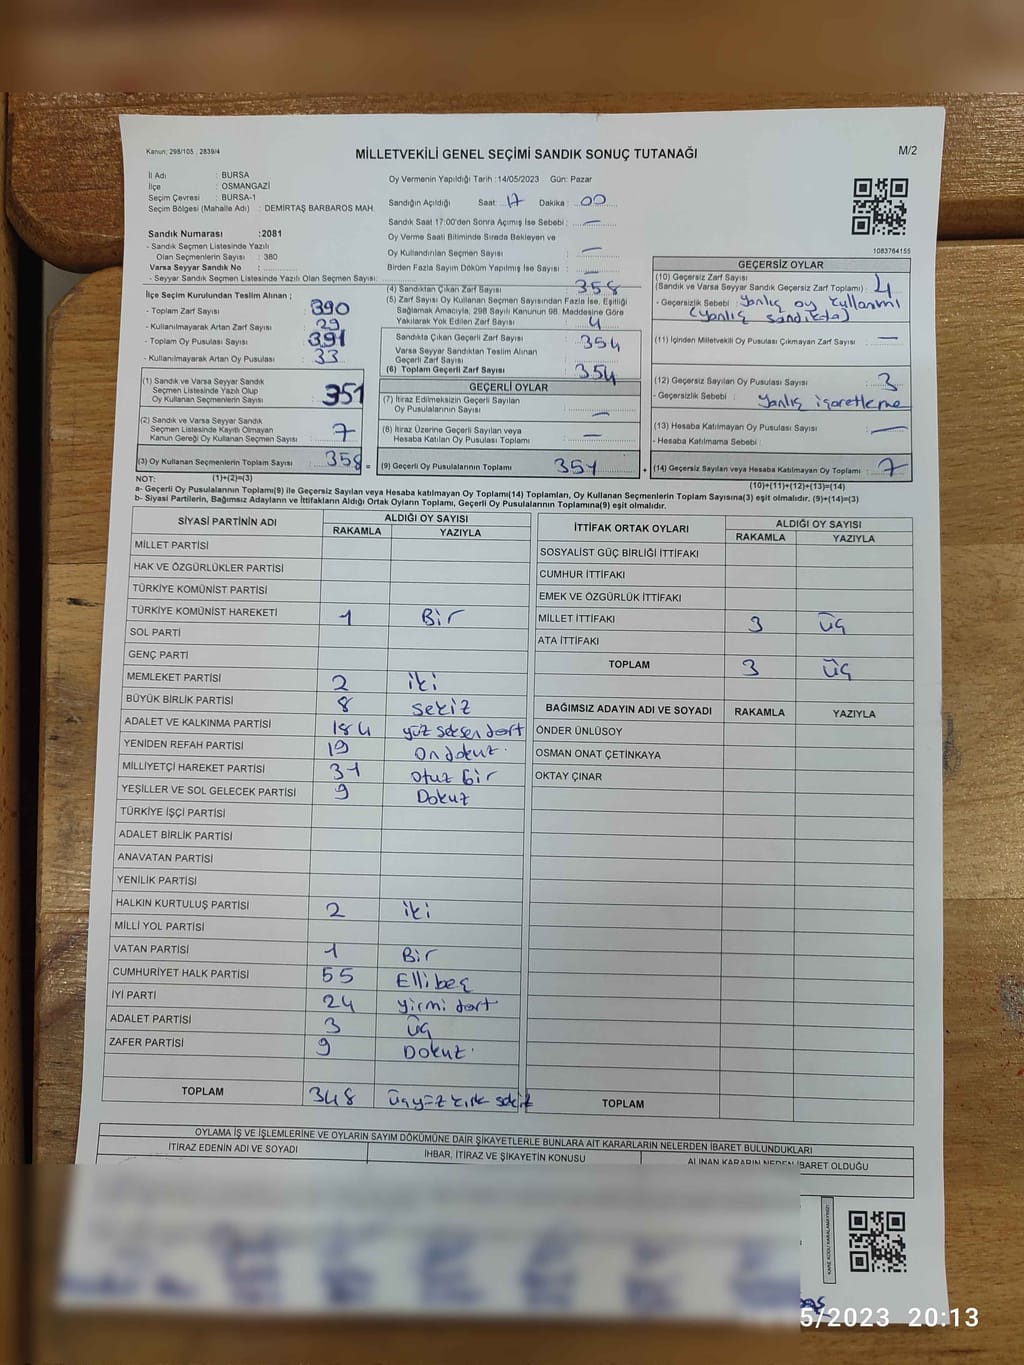 Kanun; 298/105 , 2839/4
MİLLETVEKİLİ GENEL SEÇİMİ SANDIK SONUÇ TUTANAĞI
M/2
İl Adı : BURSA
İlçe : OSMANGAZİ
Seçim Çevresi : BURSA-1
Seçim Bölgesi (Mahalle Adı) : DEMİRTAŞ BARBAROS MAH.
Sandık Numarası :2081
- Sandık Seçmen Listesinde Yazılı
Olan Seçmenlerin Sayısı : 380
Varsa Seyyar Sandık No :
- Seyyar Sandık Seçmen Listesinde Yazılı Olan Seçmen Sayısı:
İlçe Seçim Kurulundan Teslim Alınan ;
- Toplam Zarf Sayısı : 390
- Kullanılmayarak Artan Zarf Sayısı : 29
- Toplam Oy Pusulası Sayısı : 391
- Kullanılmayarak Artan Oy Pusulası : 33
(1) Sandık ve Varsa Seyyar Sandık
Seçmen Listesinde Yazılı Olup
Oy Kullanan Seçmenlerin Sayısı : 351
(2) Sandık ve Varsa Seyyar Sandık
Seçmen Listesinde Kayıtlı Olmayan
Kanun Gereği Oy Kullanan Seçmen Sayısı : 7
(3) Oy Kullanan Seçmenlerin Toplam Sayısı : 358 =
Oy Vermenin Yapıldığı Tarih :14/05/2023 Gün: Pazar
Sandığın Açıldığı Saat: 17 Dakika : 00
Sandık Saat 17:00'den Sonra Açımış İse Sebebi : —
Oy Verme Saati Bitiminde Sırada Bekleyen ve
Oy Kullandırılan Seçmen Sayısı : —
Birden Fazla Sayım Döküm Yapılmış İse Sayısı : —
(4) Sandıktan Çıkan Zarf Sayısı : 358
(5) Zarf Sayısı Oy Kullanan Seçmen Sayısından Fazla İse, Eşitliği
Sağlamak Amacıyla, 298 Sayılı Kanunun 98. Maddesine Göre
Yakılarak Yok Edilen Zarf Sayısı : 4
Sandıkta Çıkan Geçerli Zarf Sayısı : 354
Varsa Seyyar Sandıktan Teslim Alınan
Geçerli Zarf Sayısı :
(6) Toplam Geçerli Zarf Sayısı : 354
GEÇERLİ OYLAR
(7) İtiraz Edilmeksizin Geçerli Sayılan
Oy Pusulalarının Sayısı : —
(8) İtiraz Üzerine Geçerli Sayılan veya
Hesaba Katılan Oy Pusulası Toplamı : —
(9) Geçerli Oy Pusulalarının Toplamı 351 +
1083764155
GEÇERSİZ OYLAR
(10) Geçersiz Zarf Sayısı
(Sandık ve Varsa Seyyar Sandık Geçersiz Zarf Toplamı) : 4
- Geçersizlik Sebebi : Yanlış oy kullanımı
(Yanlış sandıkta)
(11) İçinden Milletvekili Oy Pusulası Çıkmayan Zarf Sayısı : —
(12) Geçersiz Sayılan Oy Pusulası Sayısı : 3
- Geçersizlik Sebebi : Yanlış işaretleme
(13) Hesaba Katılmayan Oy Pusulası Sayısı : —
- Hesaba Katılmama Sebebi :
(14) Geçersiz Sayılan veya Hesaba Katılmayan Oy Toplamı : 7
NOT: (1)+(2)=(3) (10)+(11)+(12)+(13)=(14)
a- Geçerli Oy Pusulalarının Toplamı(9) ile Geçersiz Sayılan veya Hesaba katılmayan Oy Toplamı(14) Toplamları, Oy Kullanan Seçmenlerin Toplam Sayısına(3) eşit olmalıdır. (9)+(14)=(3)
b- Siyasi Partilerin, Bağımsız Adayların ve İttifakların Aldığı Ortak Oyların Toplamı, Geçerli Oy Pusulalarının Toplamına(9) eşit olmalıdır.
SİYASİ PARTİNİN ADI ALDIĞI OY SAYISI
RAKAMLA YAZIYLA
MİLLET PARTİSİ
HAK VE ÖZGÜRLÜKLER PARTİSİ
TÜRKİYE KOMÜNİST PARTİSİ
TÜRKİYE KOMÜNİST HAREKETİ 1 Bir
SOL PARTİ
GENÇ PARTİ
MEMLEKET PARTİSİ 2 iki
BÜYÜK BİRLİK PARTİSİ 8 sekiz
ADALET VE KALKINMA PARTİSİ 184 yüz seksen dört
YENİDEN REFAH PARTİSİ 19 on dokuz
MİLLİYETÇİ HAREKET PARTİSİ 31 otuz bir
YEŞİLLER VE SOL GELECEK PARTİSİ 9 Dokuz
TÜRKİYE İŞÇİ PARTİSİ
ADALET BİRLİK PARTİSİ
ANAVATAN PARTİSİ
YENİLİK PARTİSİ
HALKIN KURTULUŞ PARTİSİ 2 iki
MİLLİ YOL PARTİSİ
VATAN PARTİSİ 1 Bir
CUMHURİYET HALK PARTİSİ 55 Elli beş
İYİ PARTİ 24 yirmi dört
ADALET PARTİSİ 3 üç
ZAFER PARTİSİ 9 Dokuz
TOPLAM 348 üçyüz kırk sekiz
İTTİFAK ORTAK OYLARI ALDIĞI OY SAYISI
RAKAMLA YAZIYLA
SOSYALİST GÜÇ BİRLİĞİ İTTİFAKI
CUMHUR İTTİFAKI
EMEK VE ÖZGÜRLÜK İTTİFAKI
MİLLET İTTİFAKI 3 üç
ATA İTTİFAKI
TOPLAM 3 üç
BAĞIMSIZ ADAYIN ADI VE SOYADI RAKAMLA YAZIYLA
ÖNDER ÜNLÜSOY
OSMAN ONAT ÇETİNKAYA
OKTAY ÇINAR
TOPLAM
OYLAMA İŞ VE İŞLEMLERİNE VE OYLARIN SAYIM DÖKÜMÜNE DAİR ŞİKAYETLERLE BUNLARA AİT KARARLARIN NELERDEN İBARET BULUNDUKLARI
İTİRAZ EDENİN ADI VE SOYADI İHBAR, İTİRAZ VE ŞİKAYETİN KONUSU ALINAN KARARIN NEDEN İBARET OLDUĞU
KARE KODU KARALAMAYINIZ!
5/2023 20:13